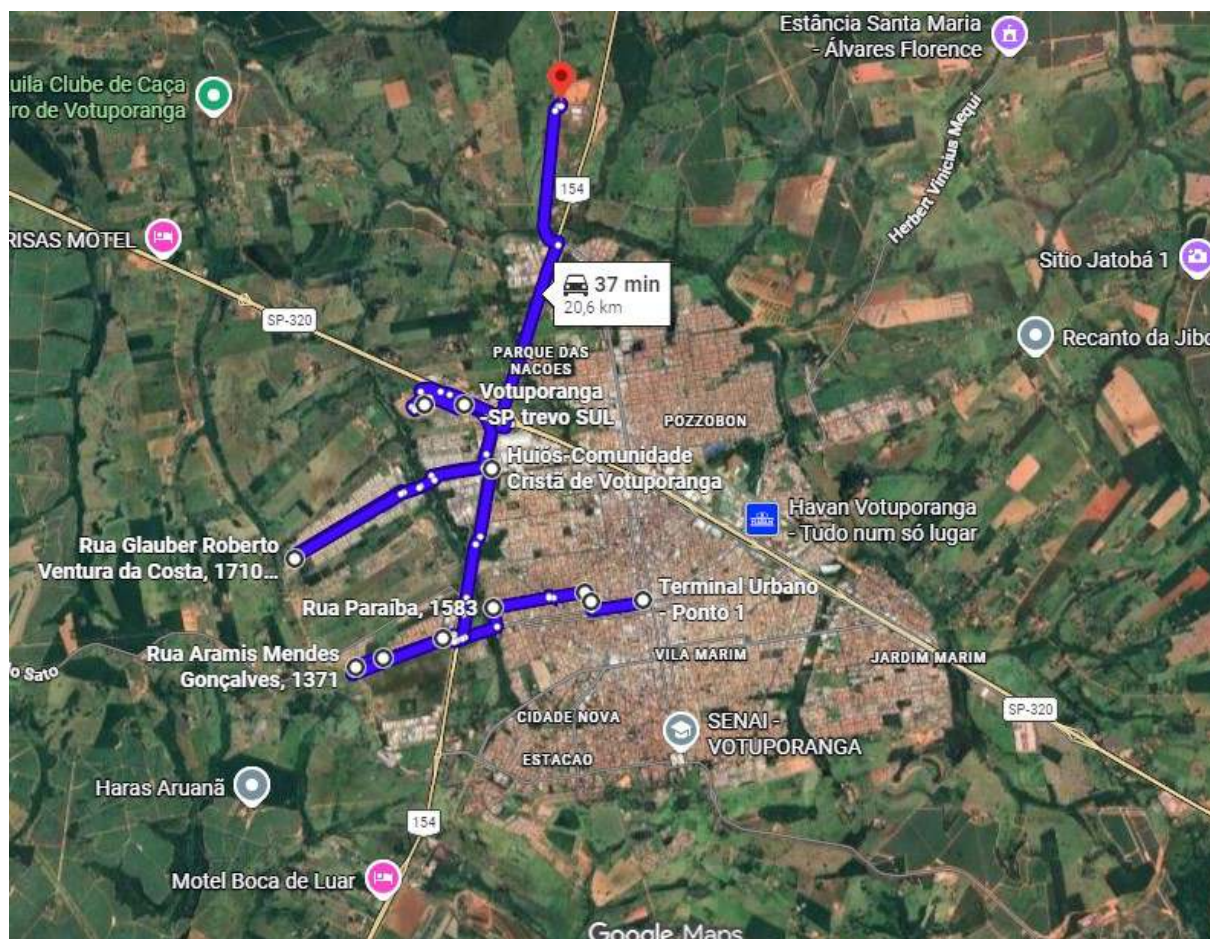 Estância Santa Maria
- Álvares Florence
uila Clube de Caça
iro de Votuporanga
Herbert Vinicius Mequi
154
RISAS MOTEL
Sitio Jatobá 1
37 min
20,6 km
SP-320
Recanto da Jibo
PARQUE DAS
NACOES
Votuporanga
-SP, trevo SUL
POZZOBON
Huiós-Comunidade
Cristã de Votuporanga
Havan Votuporanga
- Tudo num só lugar
Rua Glauber Roberto
Ventura da Costa, 1710...
Terminal Urbano
- Ponto 1
Rua Paraíba, 1583
Rua Aramis Mendes
Gonçalves, 1371
VILA MARIM
JARDIM MARIM
do Sato
SP-320
CIDADE NOVA
SENAI -
VOTUPORANGA
ESTACAO
Haras Aruanã
154
Motel Boca de Luar
Google Maps